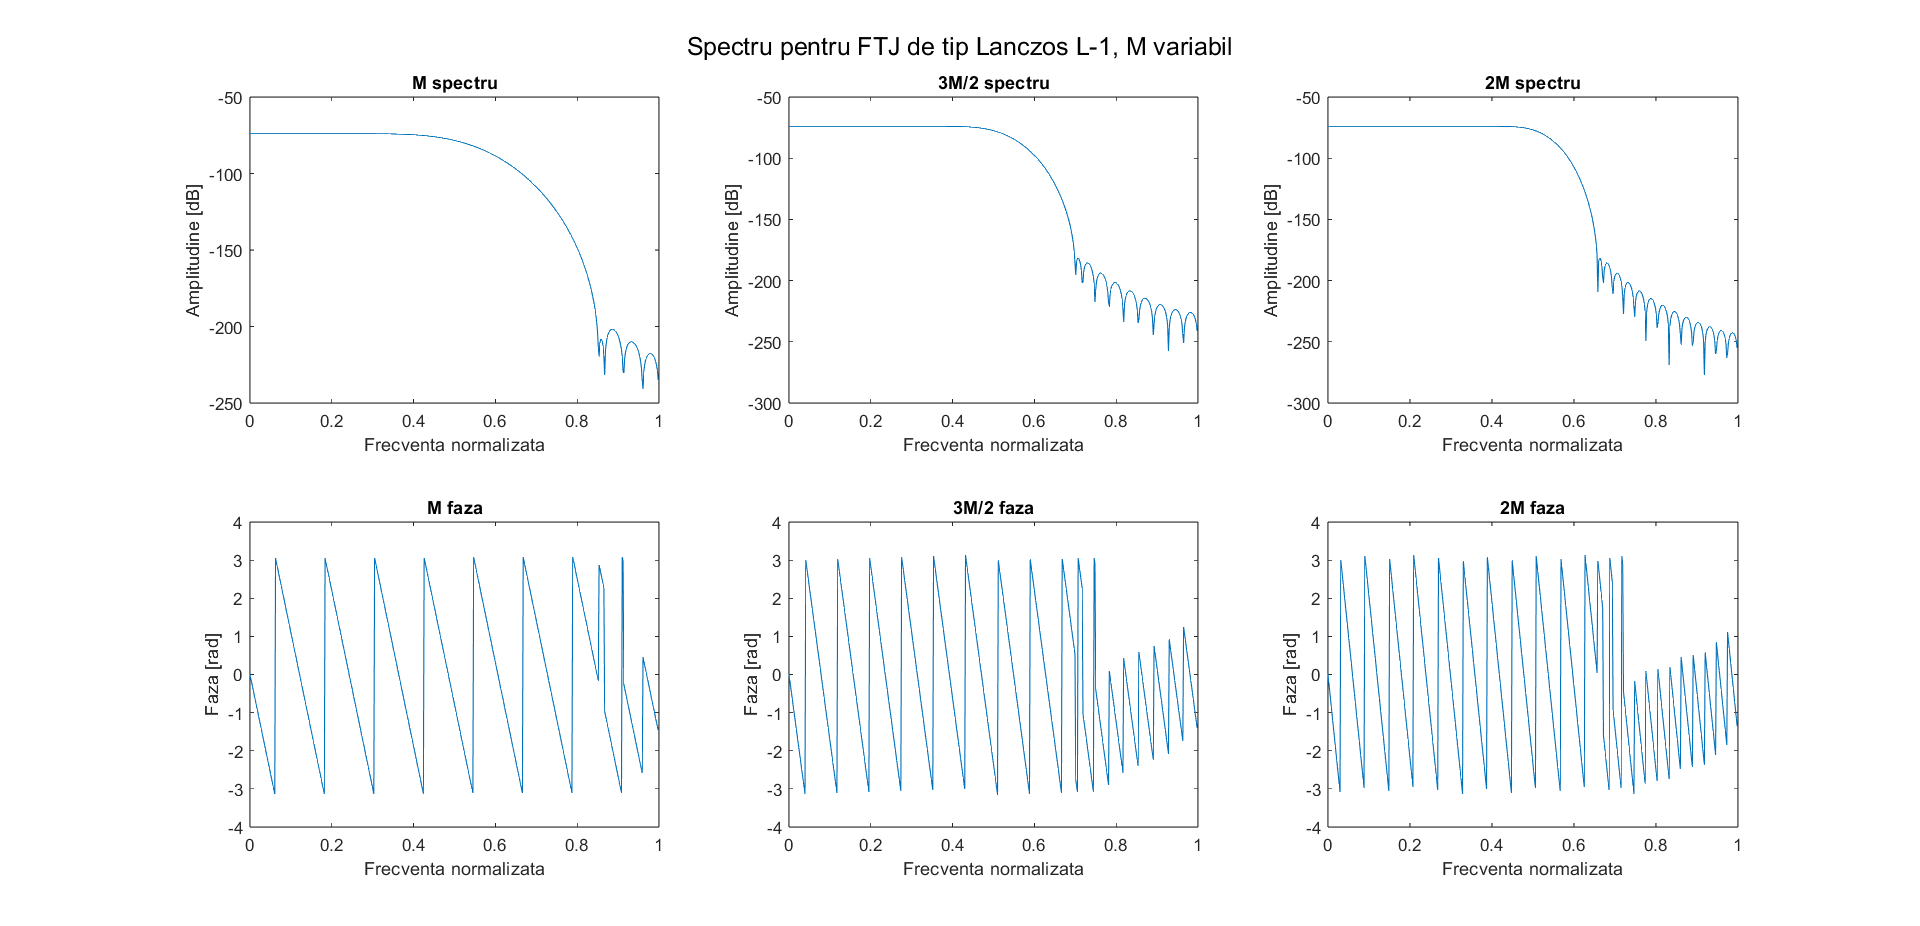 Spectru pentru FTJ de tip Lanczos L-1, M variabil
M spectru
-50
-100
-150
-200
-250
Amplitudine [dB]
0 0.2 0.4 0.6 0.8 1
Frecventa normalizata
3M/2 spectru
-50
-100
-150
-200
-250
-300
Amplitudine [dB]
0 0.2 0.4 0.6 0.8 1
Frecventa normalizata
2M spectru
-50
-100
-150
-200
-250
-300
Amplitudine [dB]
0 0.2 0.4 0.6 0.8 1
Frecventa normalizata
M faza
4
3
2
1
0
-1
-2
-3
-4
Faza [rad]
0 0.2 0.4 0.6 0.8 1
Frecventa normalizata
3M/2 faza
4
3
2
1
0
-1
-2
-3
-4
Faza [rad]
0 0.2 0.4 0.6 0.8 1
Frecventa normalizata
2M faza
4
3
2
1
0
-1
-2
-3
-4
Faza [rad]
0 0.2 0.4 0.6 0.8 1
Frecventa normalizata